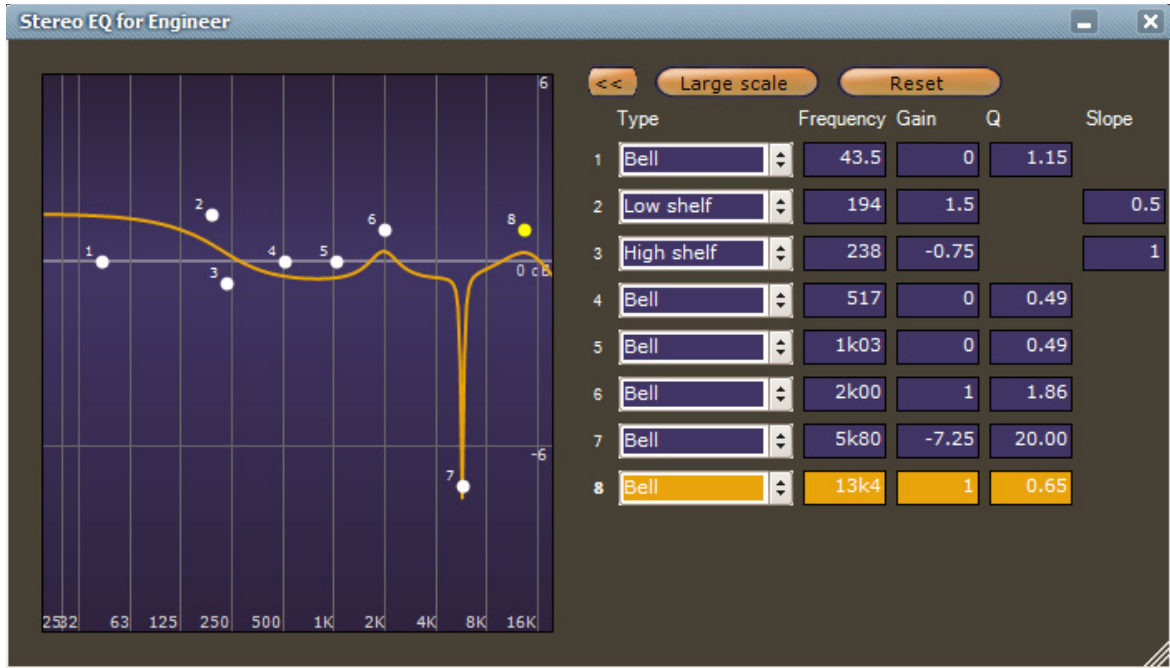 Stereo EQ for Engineer
<< Large scale Reset
Type Frequency Gain Q Slope
1 Bell 43.5 0 1.15
2 Low shelf 194 1.5 0.5
3 High shelf 238 -0.75 1
4 Bell 517 0 0.49
5 Bell 1k03 0 0.49
6 Bell 2k00 1 1.86
7 Bell 5k80 -7.25 20.00
8 Bell 13k4 1 0.65
6
2
6
8
1
4
5
3
0 dB
-6
7
25 32 63 125 250 500 1K 2K 4K 8K 16K